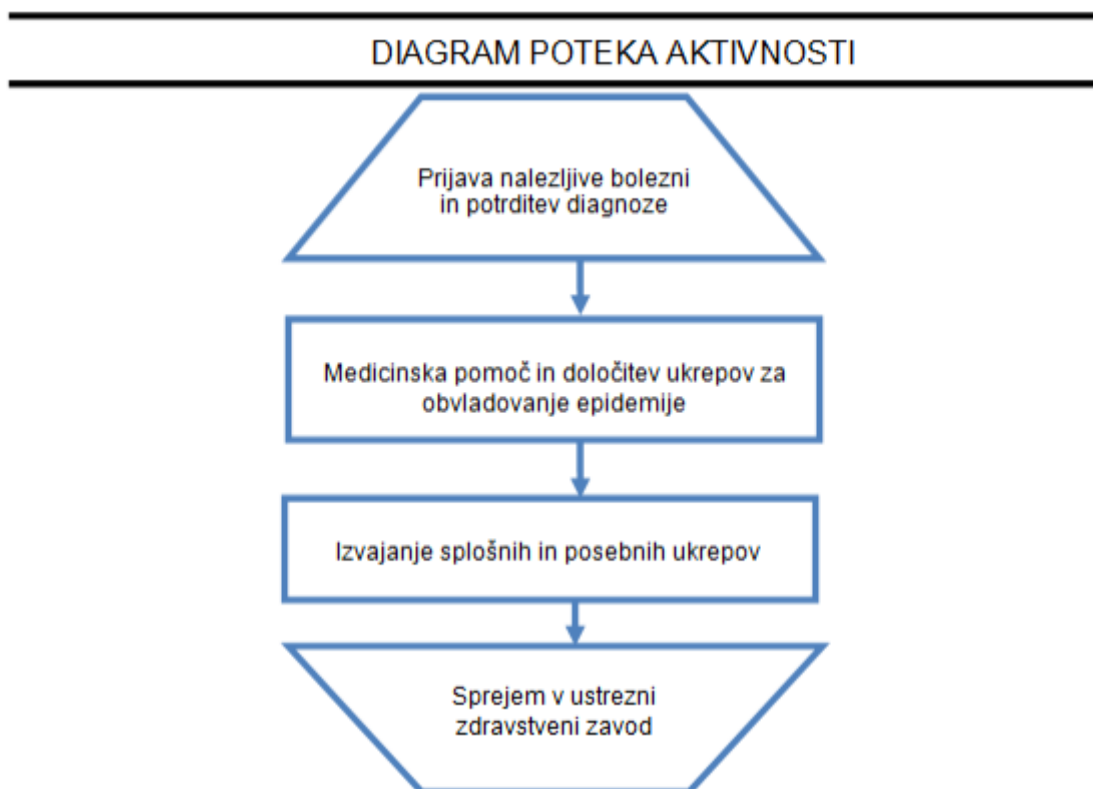 DIAGRAM POTEKA AKTIVNOSTI
Prijava nalezljive bolezni
in potrditev diagnoze
Medicinska pomoč in določitev ukrepov za
obvladovanje epidemije
Izvajanje splošnih in posebnih ukrepov
Sprejem v ustrezni
zdravstveni zavod